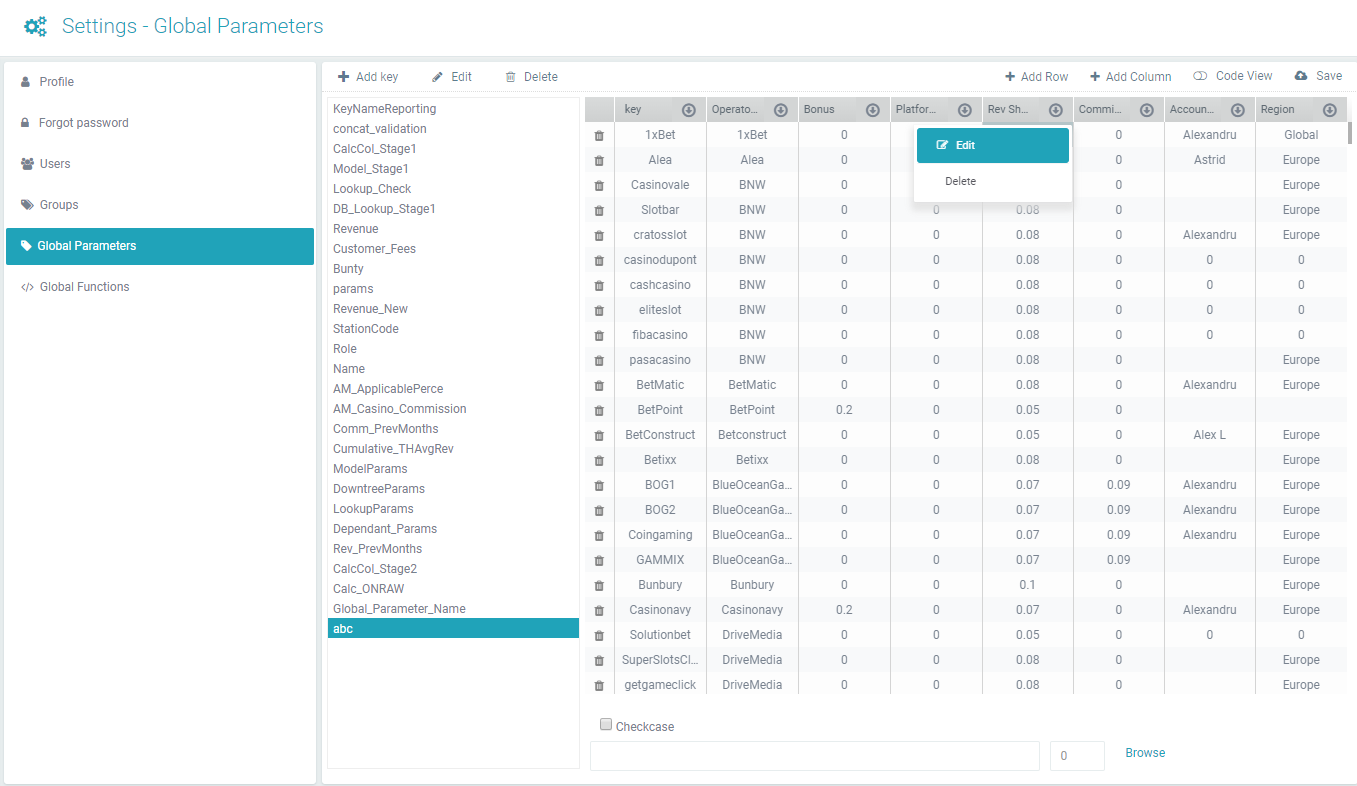 Settings - Global Parameters
Profile
Forgot password
Users
Groups
Global Parameters
Global Functions
Add key Edit Delete
Add Row Add Column Code View Save
KeyNameReporting
concat_validation
CalcCol_Stage1
Model_Stage1
Lookup_Check
DB_Lookup_Stage1
Revenue
Customer_Fees
Bunty
params
Revenue_New
StationCode
Role
Name
AM_ApplicablePerce
AM_Casino_Commission
Comm_PrevMonths
Cumulative_THAvgRev
ModelParams
DowntreeParams
LookupParams
Dependant_Params
Rev_PrevMonths
CalcCol_Stage2
Calc_ONRAW
Global_Parameter_Name
abc
key Operato... Bonus Platfor... Rev Sh... Commi... Accoun... Region
1xBet 1xBet 0 0 Alexandru Global
Alea Alea 0 0 Astrid Europe
Casinovale BNW 0 0 Europe
Slotbar BNW 0 0 0.08 0 Europe
cratosslot BNW 0 0 0.08 0 Alexandru Europe
casinodupont BNW 0 0 0.08 0 0 0
cashcasino BNW 0 0 0.08 0 0 0
eliteslot BNW 0 0 0.08 0 0 0
fibacasino BNW 0 0 0.08 0 0 0
pasacasino BNW 0 0 0.08 0 Europe
BetMatic BetMatic 0 0 0.08 0 Alexandru Europe
BetPoint BetPoint 0.2 0 0.05 0
BetConstruct Betconstruct 0 0 0.05 0 Alex L Europe
Betixx Betixx 0 0 0.08 0 Europe
BOG1 BlueOceanGa... 0 0 0.07 0.09 Alexandru Europe
BOG2 BlueOceanGa... 0 0 0.07 0.09 Alexandru Europe
Coingaming BlueOceanGa... 0 0 0.07 0.09 Alexandru Europe
GAMMIX BlueOceanGa... 0 0 0.07 0.09 Europe
Bunbury Bunbury 0 0 0.1 0 Europe
Casinonavy Casinonavy 0.2 0 0.07 0 Alexandru Europe
Solutionbet DriveMedia 0 0 0.05 0 0 0
SuperSlotsCl... DriveMedia 0 0 0.08 0 Europe
getgameclick DriveMedia 0 0 0.08 0 Europe
Edit
Delete
Checkcase
0 Browse